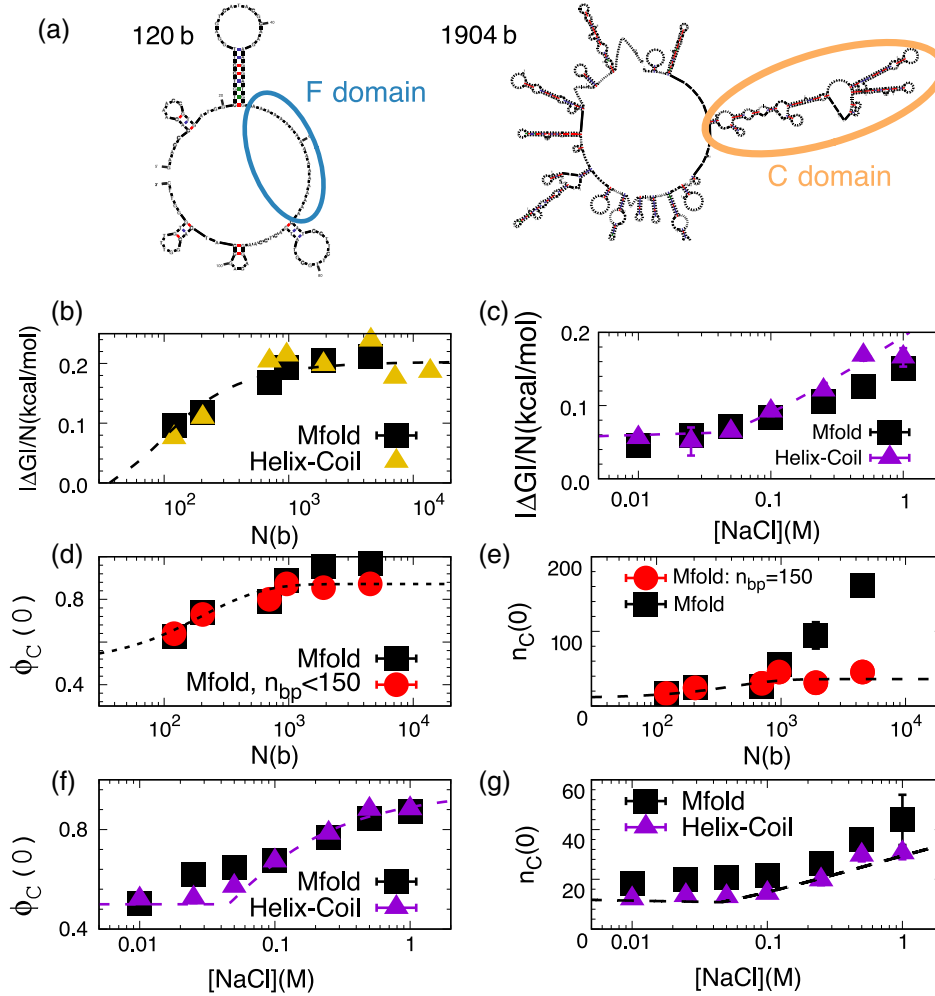 (a)
120 b
1904 b
F domain
C domain
(b)
|ΔG|/N(kcal/mol)
0.2
0.1
0.0
Mfold
Helix-Coil
10²
10³
10⁴
N(b)
(c)
|ΔG|/N(kcal/mol)
0.2
0.1
0.0
Mfold
Helix-Coil
0.01
0.1
1
[NaCl](M)
(d)
ϕC(0)
0.8
0.4
Mfold
Mfold, nbp<150
10²
10³
10⁴
N(b)
(e)
nC(0)
200
100
0
Mfold: nbp=150
Mfold
10²
10³
10⁴
N(b)
(f)
ϕC(0)
0.8
0.4
Mfold
Helix-Coil
0.01
0.1
1
[NaCl](M)
(g)
nC(0)
60
40
20
0
Mfold
Helix-Coil
0.01
0.1
1
[NaCl](M)